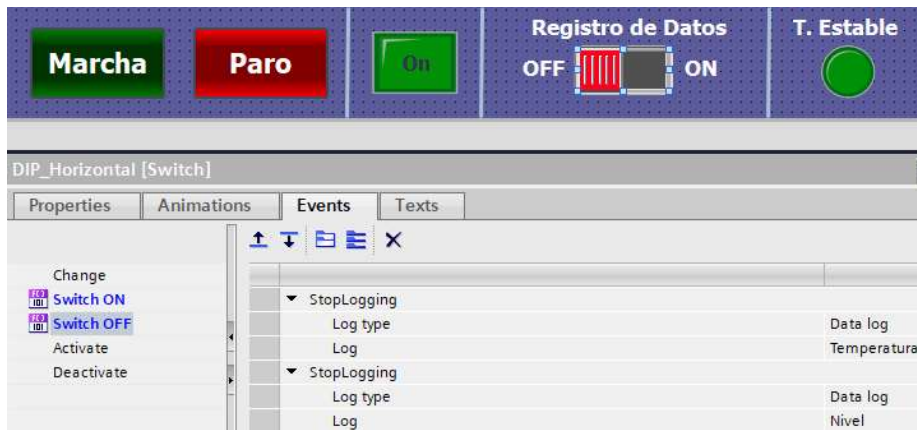 Registro de Datos
T. Estable
Marcha
Paro
On
OFF
ON
DIP_Horizontal [Switch]
Properties
Animations
Events
Texts
Change
Switch ON
StopLogging
Switch OFF
Log type
Data log
Activate
Log
Temperatura
Deactivate
StopLogging
Log type
Data log
Log
Nivel